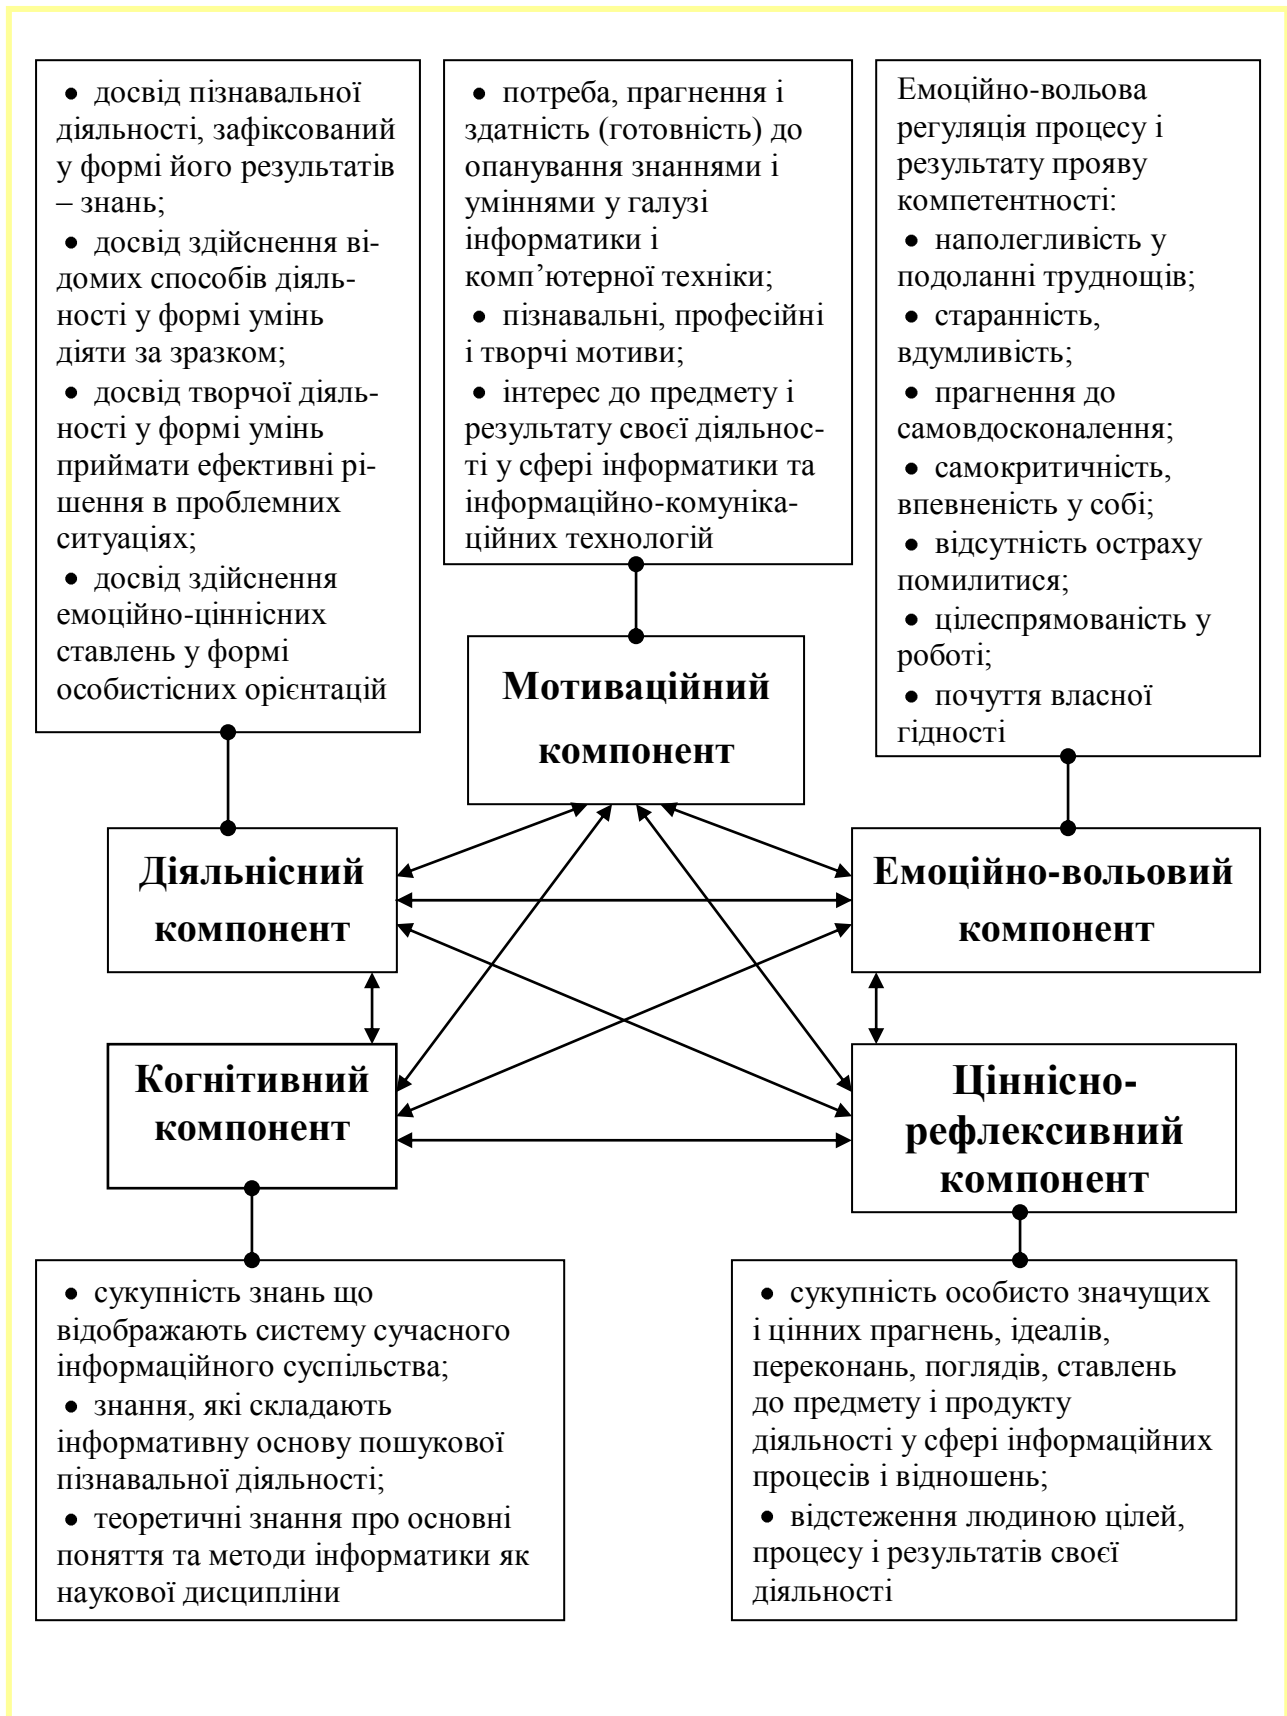 • досвід пізнавальної
діяльності, зафіксований
у формі його результатів
– знань;
• досвід здійснення ві-
домих способів діяль-
ності у формі умінь
діяти за зразком;
• досвід творчої діяль-
ності у формі умінь
приймати ефективні рі-
шення в проблемних
ситуаціях;
• досвід здійснення
емоційно-ціннісних
ставлень у формі
особистісних орієнтацій
• потреба, прагнення і
здатність (готовність) до
опанування знаннями і
уміннями у галузі
інформатики і
комп’ютерної техніки;
• пізнавальні, професійні
і творчі мотиви;
• інтерес до предмету і
результату своєї діяльнос-
ті у сфері інформатики та
інформаційно-комуніка-
ційних технологій
Емоційно-вольова
регуляція процесу і
результату прояву
компетентності:
• наполегливість у
подоланні труднощів;
• старанність,
вдумливість;
• прагнення до
самовдосконалення;
• самокритичність,
впевненість у собі;
• відсутність остраху
помилитися;
• цілеспрямованість у
роботі;
• почуття власної
гідності
Мотиваційний
компонент
Діяльнісний
компонент
Емоційно-вольовий
компонент
Когнітивний
компонент
Ціннісно-
рефлексивний
компонент
• сукупність знань що
відображають систему сучасного
інформаційного суспільства;
• знання, які складають
інформативну основу пошукової
пізнавальної діяльності;
• теоретичні знання про основні
поняття та методи інформатики як
наукової дисципліни
• сукупність особисто значущих
і цінних прагнень, ідеалів,
переконань, поглядів, ставлень
до предмету і продукту
діяльності у сфері інформаційних
процесів і відношень;
• відстеження людиною цілей,
процесу і результатів своєї
діяльності